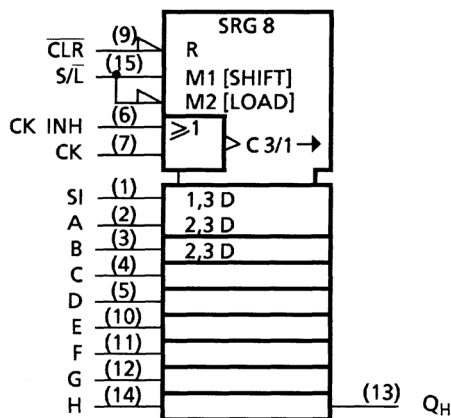 SRG 8
CLR (9) R
S/L (15) M1 [SHIFT]
M2 [LOAD]
CK INH (6) ≥1
CK (7) C 3/1 →
SI (1) 1,3 D
A (2) 2,3 D
B (3) 2,3 D
C (4)
D (5)
E (10)
F (11)
G (12)
H (14) (13) QH